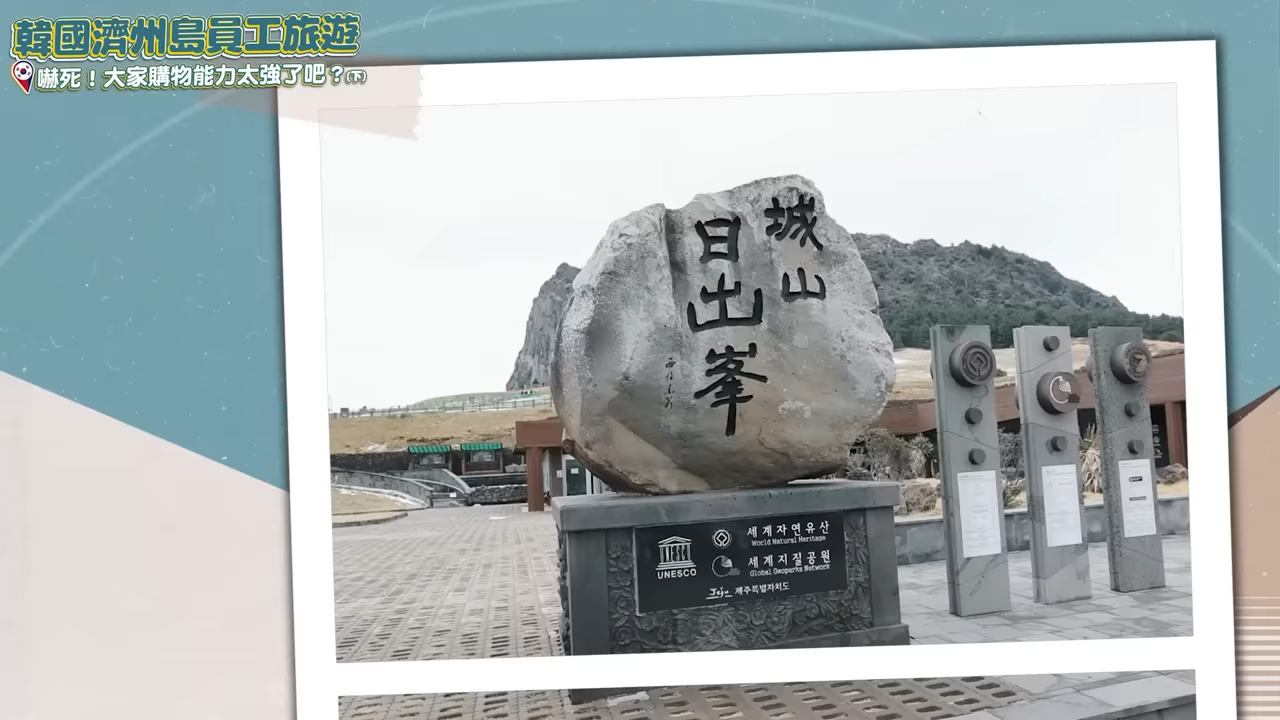 韓國濟州島員工旅遊
嚇死！大家購物能力太強了吧？(下)
城山
日出峯
UNESCO
세계자연유산
World Natural Heritage
세계지질공원
Global Geoparks Network
Jeju 제주특별자치도